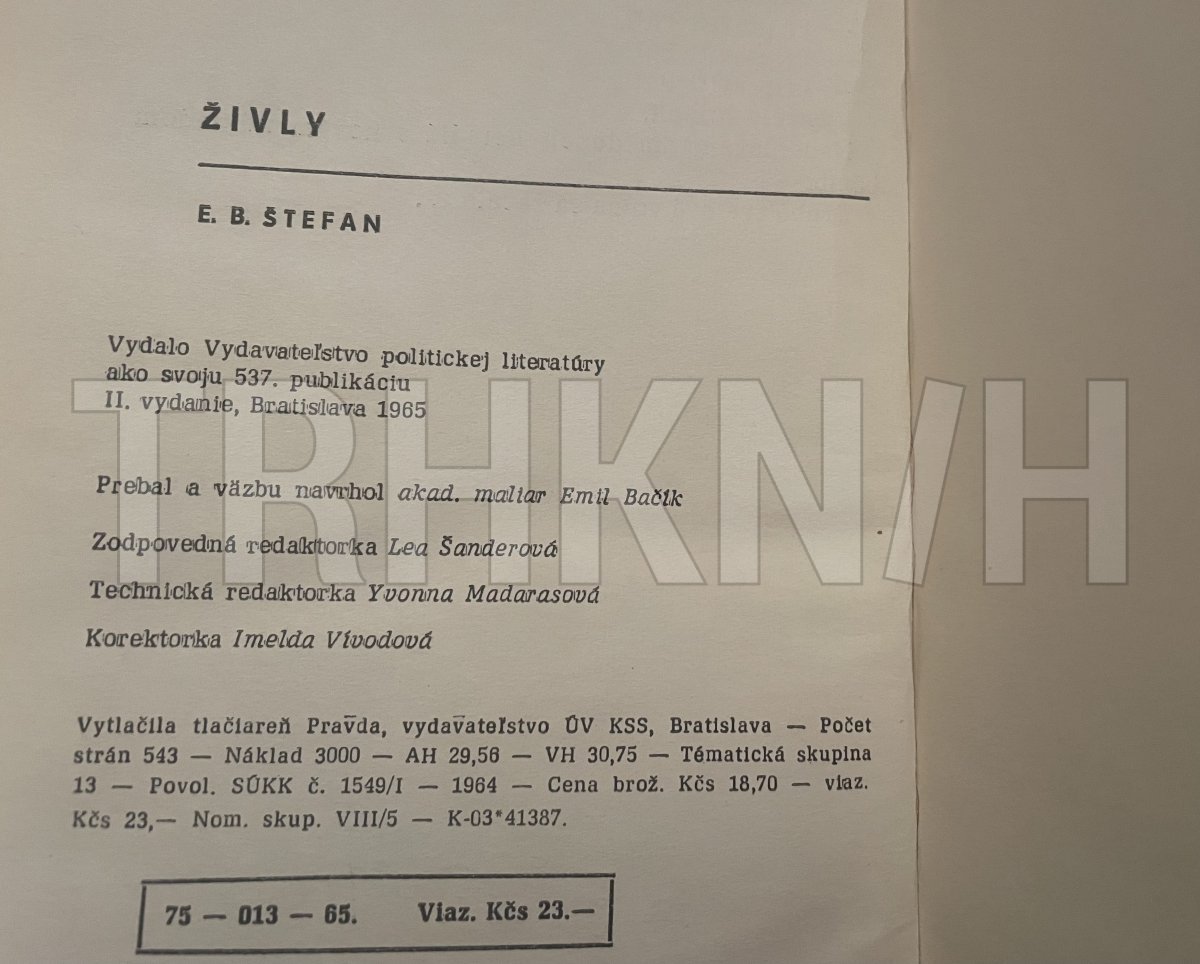 ŽIVLY
E. B. ŠTEFAN
Vydalo Vydavateľstvo politickej literatúry
ako svoju 537. publikáciu
II. vydanie, Bratislava 1965
TRHKN/H
Prebal a väzbu navrhol akad. maliar Emil Bačík
Zodpovedná redaktorka Lea Šanderová
Technická redaktorka Yvonna Madarasová
Korektorka Imelda Vívodová
Vytlačila tlačiareň Pravda, vydavateľstvo ÚV KSS, Bratislava — Počet
strán 543 — Náklad 3000 — AH 29,56 — VH 30,75 — Tématická skupina
13 — Povol. SÚKK č. 1549/I — 1964 — Cena brož. Kčs 18,70 — viaz.
Kčs 23,— Nom. skup. VIII/5 — K-03*41387.
75 — 013 — 65. Viaz. Kčs 23.—